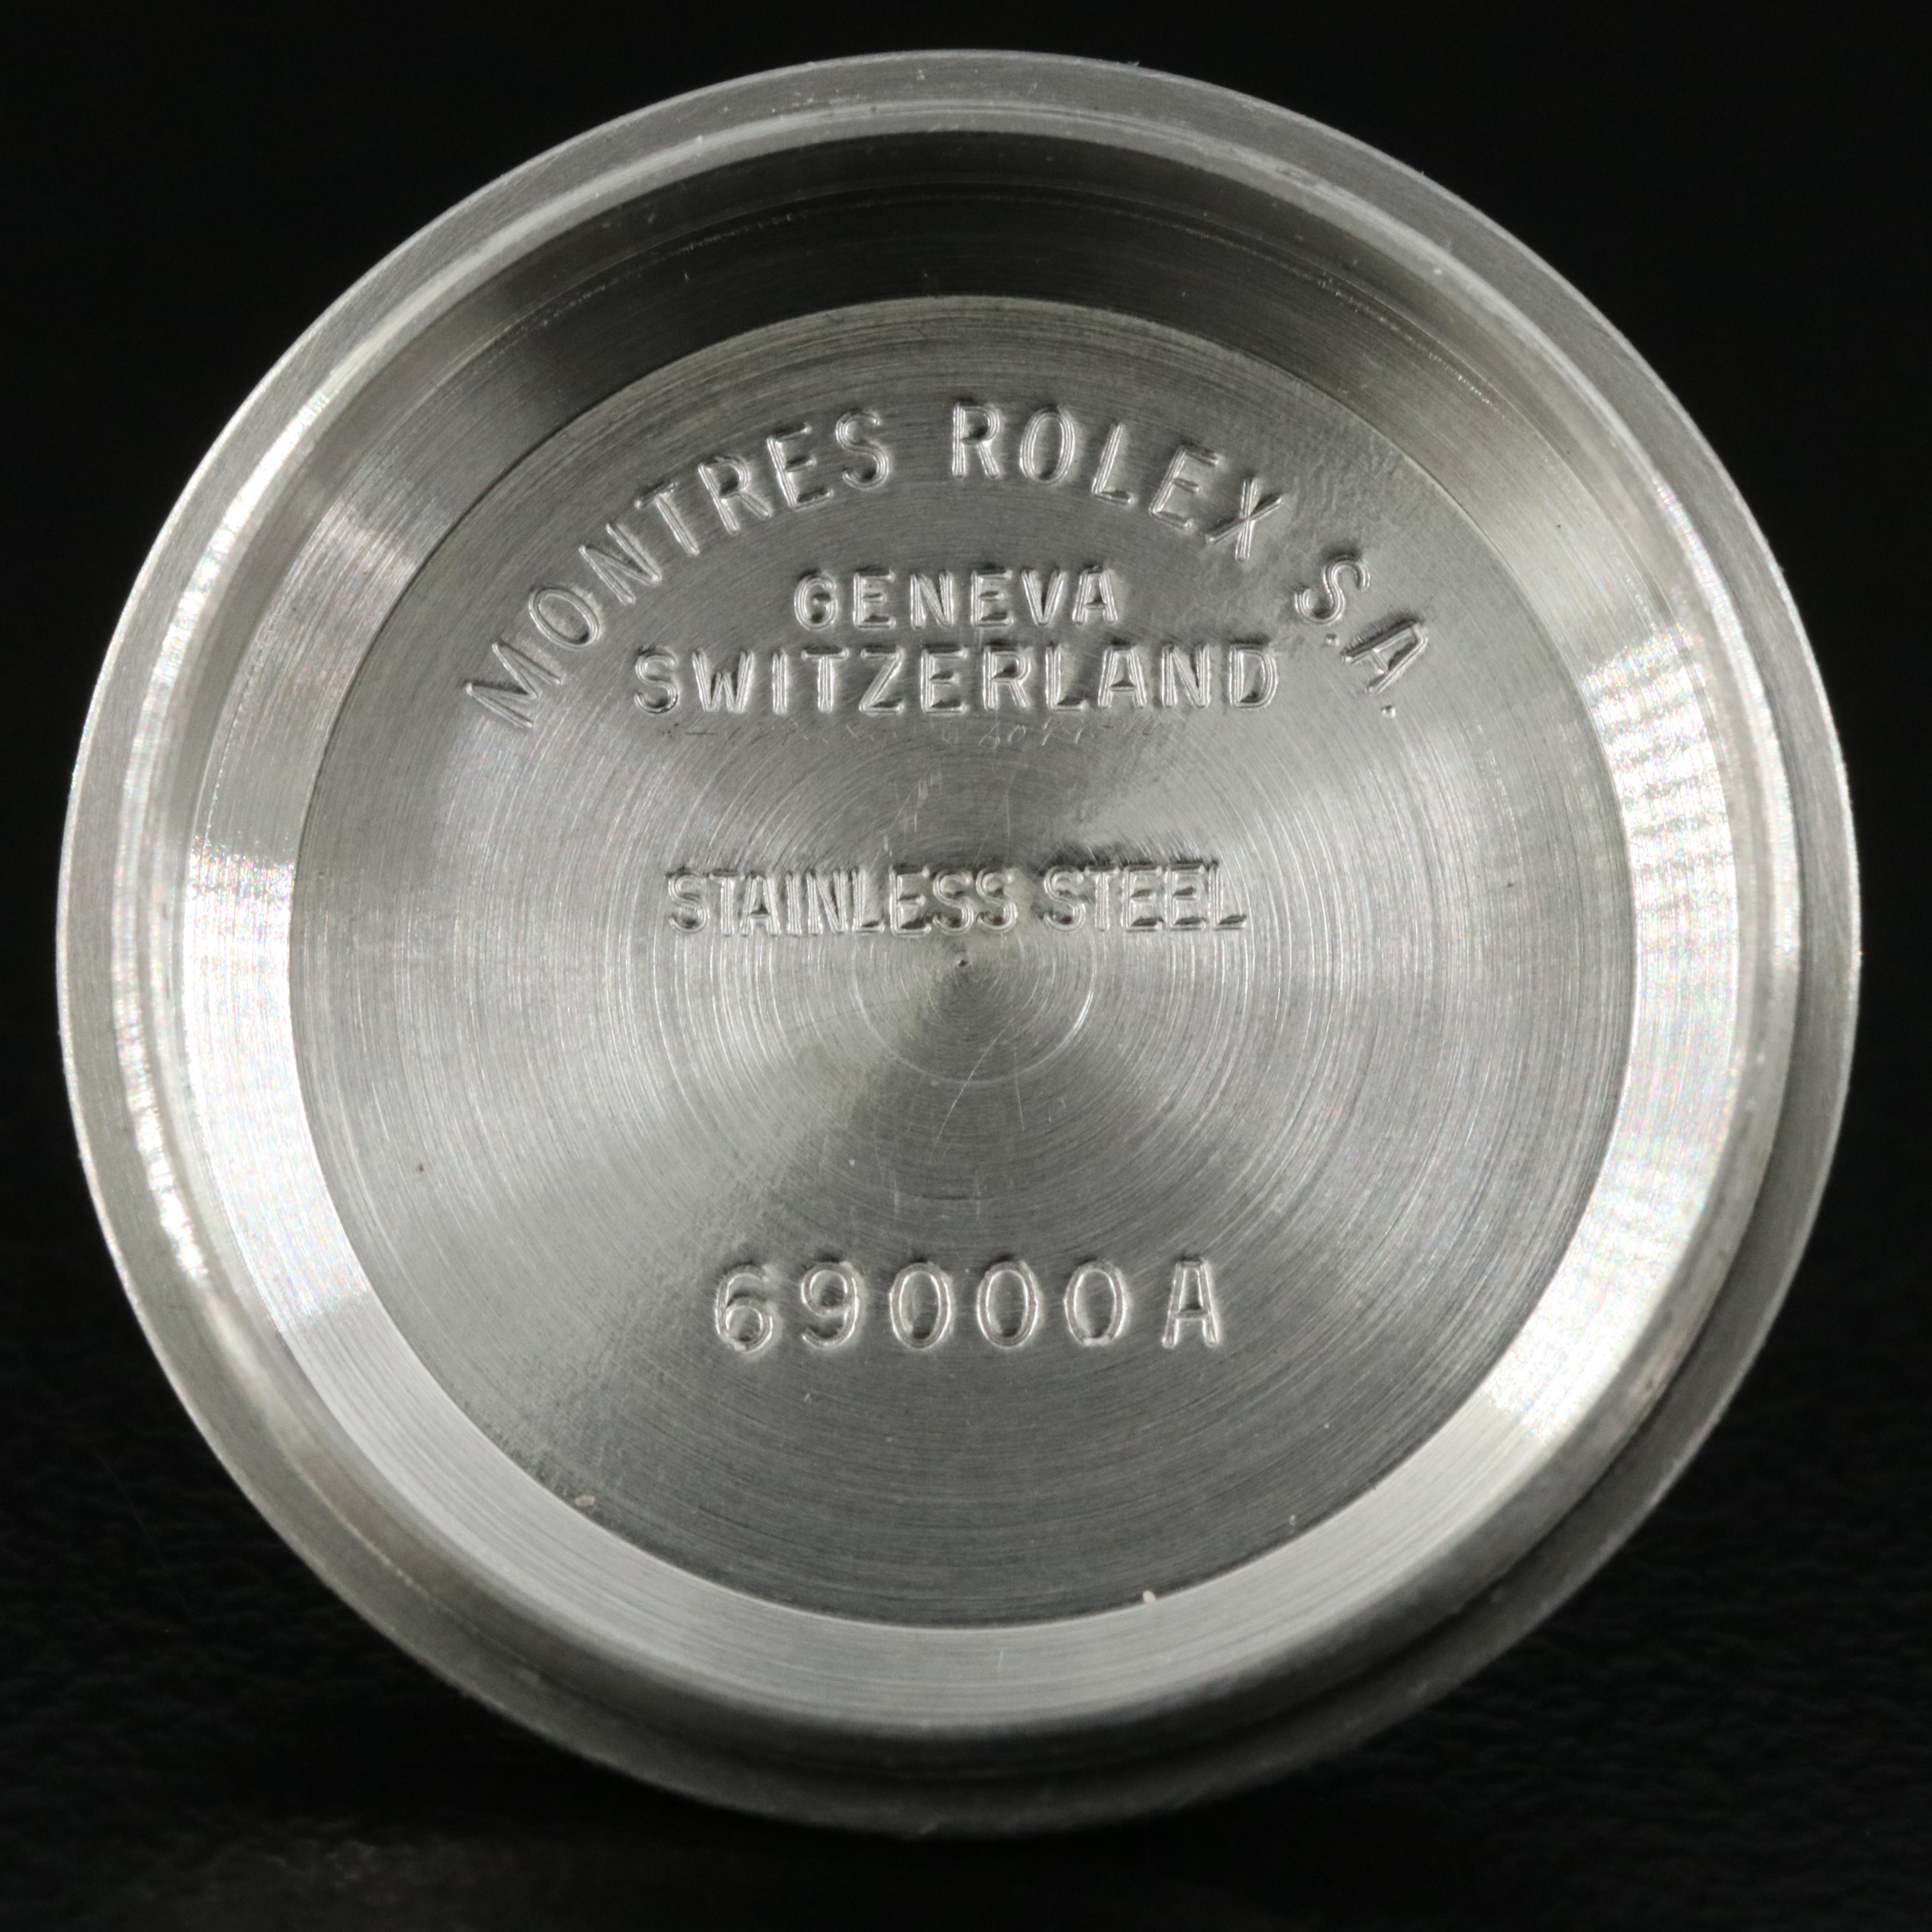 MONTRES ROLEX S.A.
GENEVA
SWITZERLAND
STAINLESS STEEL
69000A